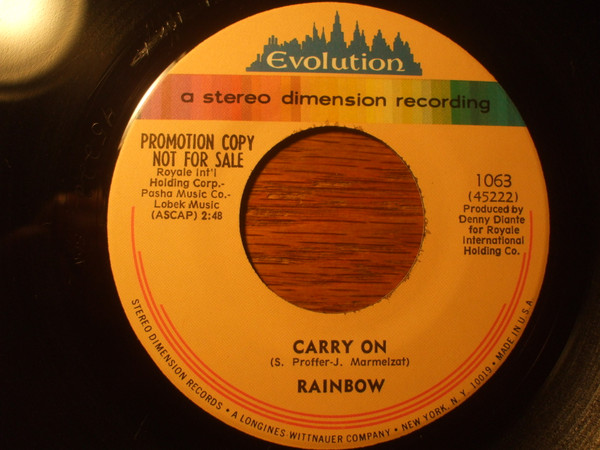 Evolution
a stereo dimension recording
PROMOTION COPY
NOT FOR SALE
Royale Int'l
Holding Corp.-
Pasha Music Co.-
Lobek Music
(ASCAP) 2:48
1063
(45222)
Produced by
Denny Diante
for Royale
International
Holding Co.
CARRY ON
(S. Proffer-J. Marmelzat)
RAINBOW
STEREO DIMENSION RECORDS • A LONGINES-WITTNAUER COMPANY • NEW YORK, N.Y. 10019 • MADE IN U.S.A.